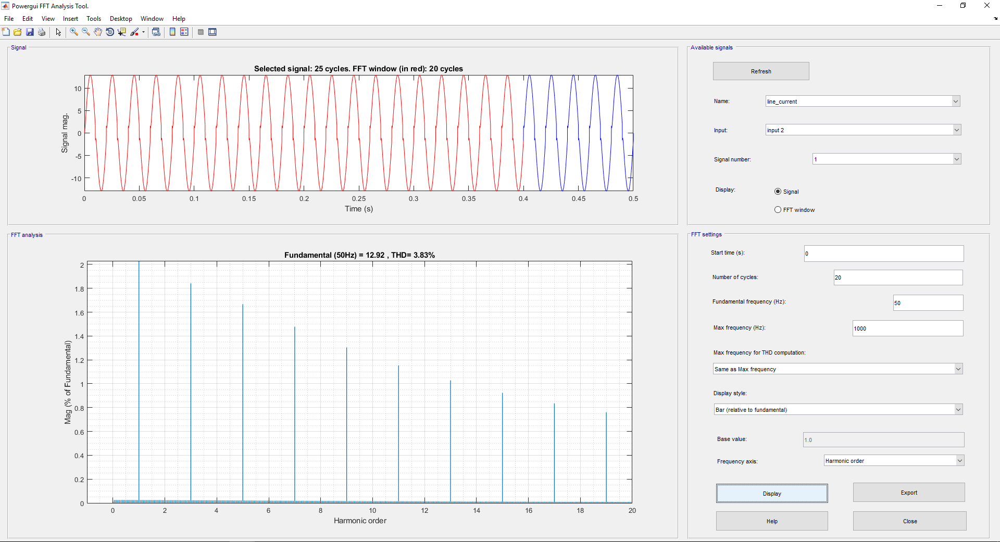 Powergui FFT Analysis Tool.
File Edit View Insert Tools Desktop Window Help
Signal
Selected signal: 25 cycles. FFT window (in red): 20 cycles
Signal mag.
10
5
0
-5
-10
0 0.05 0.1 0.15 0.2 0.25 0.3 0.35 0.4 0.45 0.5
Time (s)
FFT analysis
Fundamental (50Hz) = 12.92 , THD= 3.83%
Mag (% of Fundamental)
2
1.8
1.6
1.4
1.2
1
0.8
0.6
0.4
0.2
0
0 2 4 6 8 10 12 14 16 18 20
Harmonic order
Available signals
Refresh
Name: line_current
Input: input 2
Signal number: 1
Display: Signal
FFT window
FFT settings
Start time (s): 0
Number of cycles: 20
Fundamental frequency (Hz): 50
Max frequency (Hz): 1000
Max frequency for THD computation:
Same as Max frequency
Display style:
Bar (relative to fundamental)
Base value: 1.0
Frequency axis: Harmonic order
Display Export
Help Close